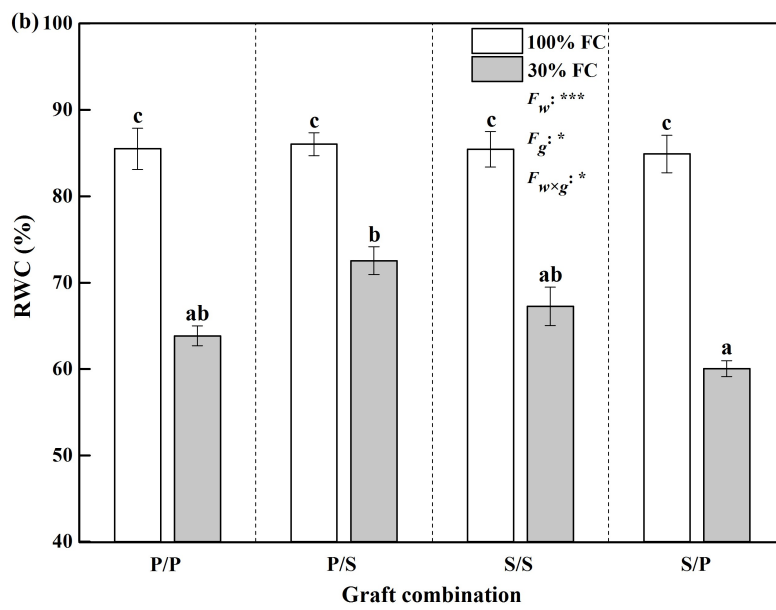 (b)
100
90
80
70
60
50
40
RWC (%)
100% FC
30% FC
Fw: ***
Fg: *
Fw×g: *
c
ab
c
b
c
ab
c
a
P/P
P/S
S/S
S/P
Graft combination